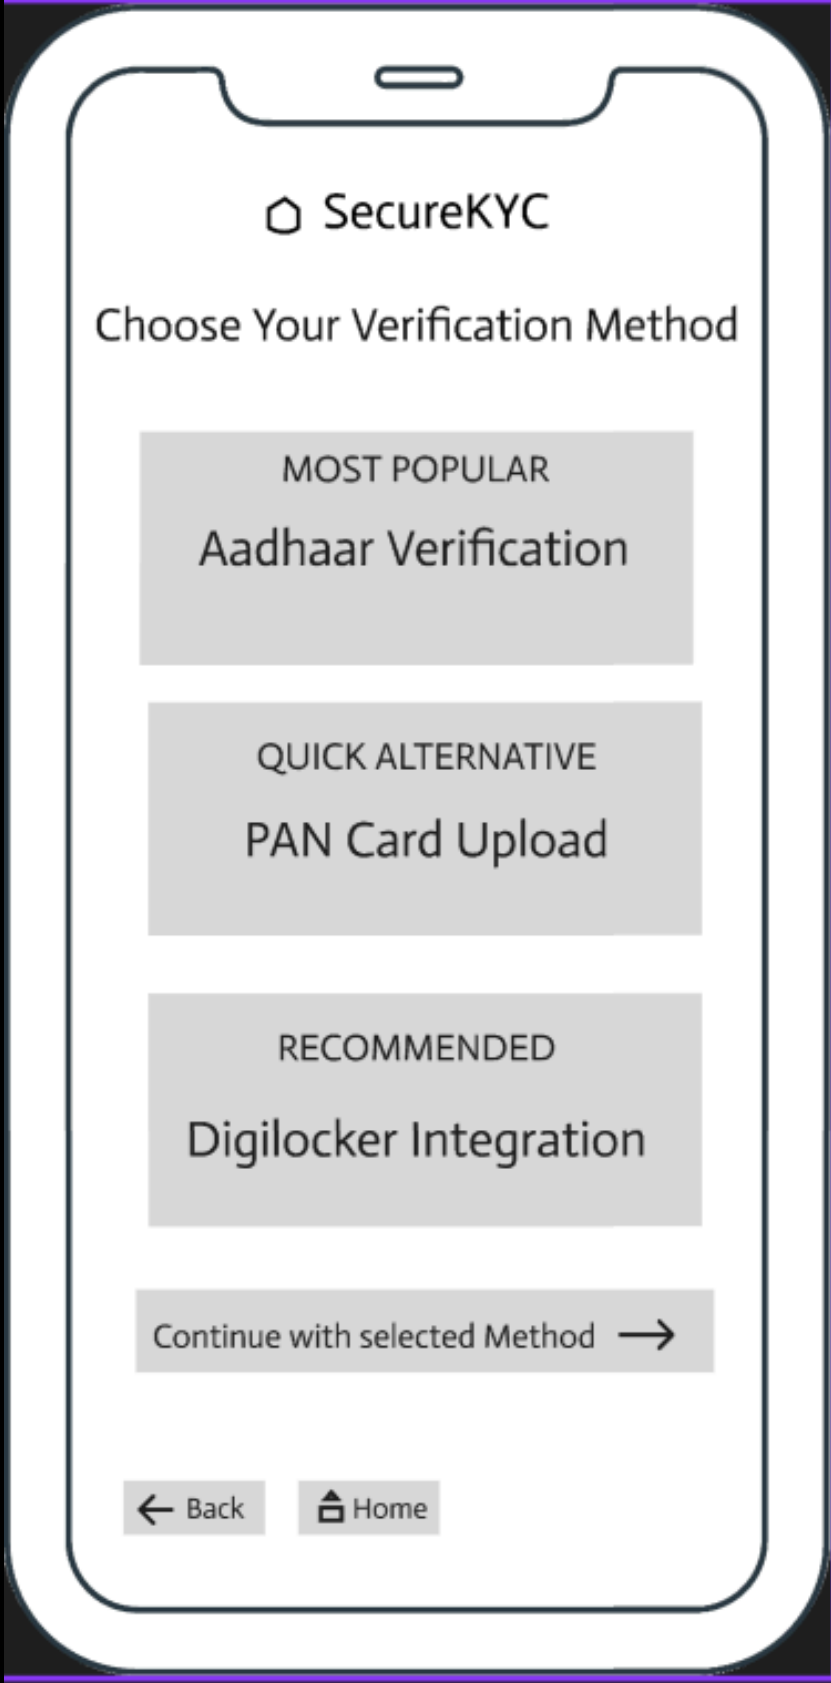 SecureKYC
Choose Your Verification Method
MOST POPULAR
Aadhaar Verification
QUICK ALTERNATIVE
PAN Card Upload
RECOMMENDED
Digilocker Integration
Continue with selected Method
Back
Home